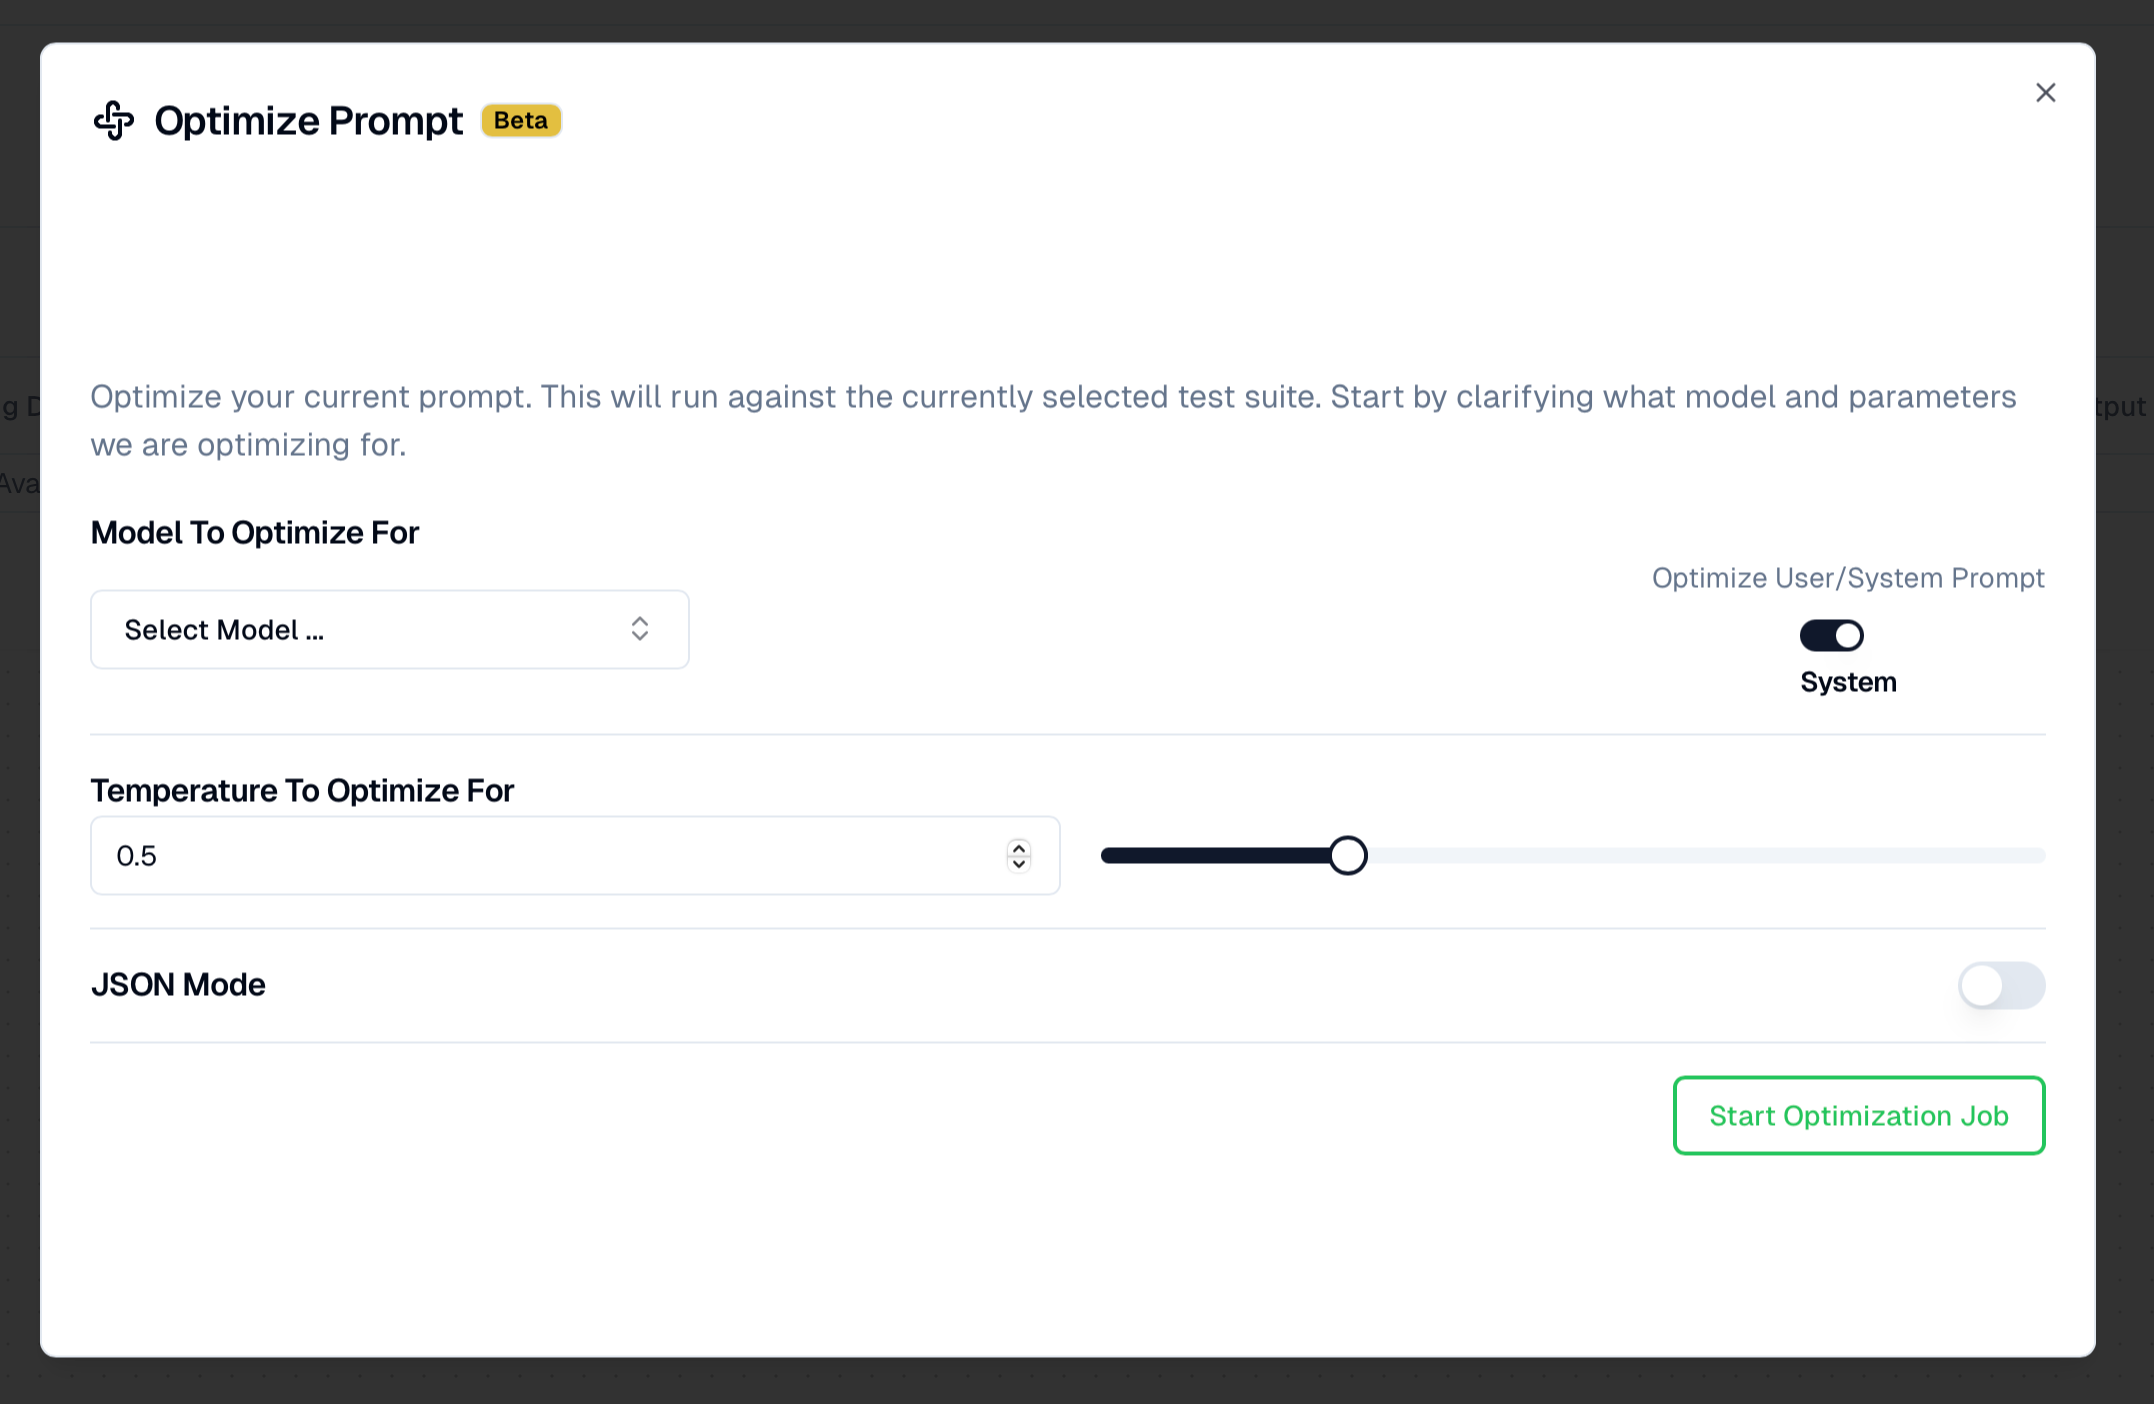 Optimize Prompt Beta
Optimize your current prompt. This will run against the currently selected test suite. Start by clarifying what model and parameters
we are optimizing for.
Model To Optimize For
Optimize User/System Prompt
Select Model ...
System
Temperature To Optimize For
0.5
JSON Mode
Start Optimization Job
g D
tput
Ava